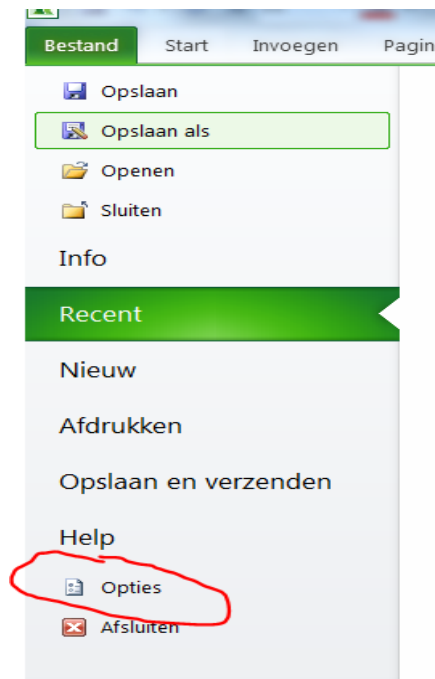 Bestand Start Invoegen Pagin
Opslaan
Opslaan als
Openen
Sluiten
Info
Recent
Nieuw
Afdrukken
Opslaan en verzenden
Help
Opties
Afsluiten